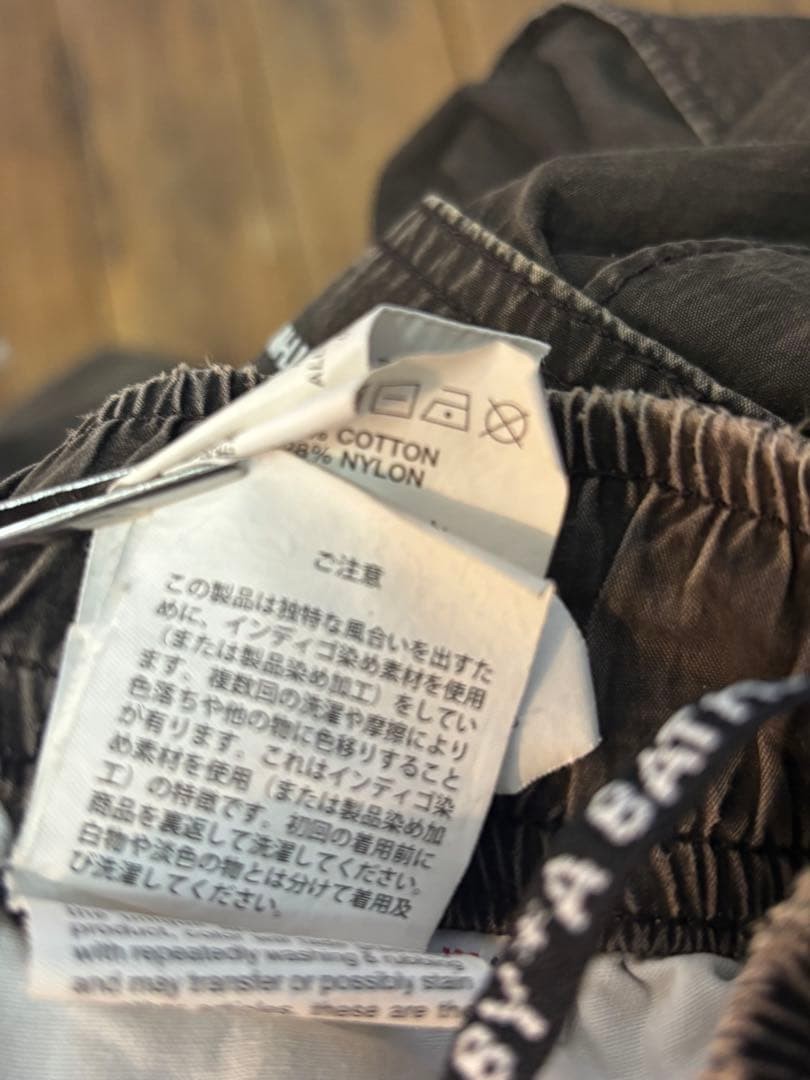 % COTTON
38% NYLON
ご注意
この製品は独特な風合いを出すた
めに、インディゴ染め素材を使用
（または製品染め加工）をしてい
ます。複数回の洗濯や摩擦により
色落ちや他の物に色移りすること
が有ります。これはインディゴ染
め素材を使用（または製品染め加
工）の特徴です。初回の着用前に
商品を裏返して洗濯してください。
白物や淡色の物とは分けて着用及
び洗濯してください。
product.
with repeatedly washing & rubbing
and may transfer or possibly stain
these are the
BY *A BATH